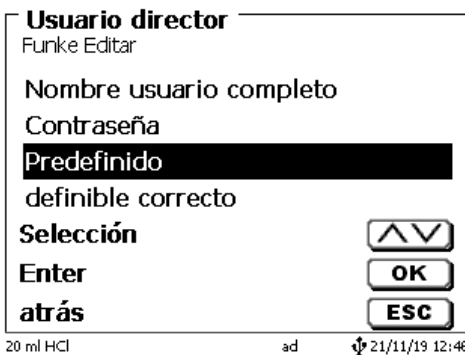 Usuario director
Funke Editar
Nombre usuario completo
Contraseña
Predefinido
definible correcto
Selección
Enter OK
atrás ESC
20 ml HCl ad 21/11/19 12:46